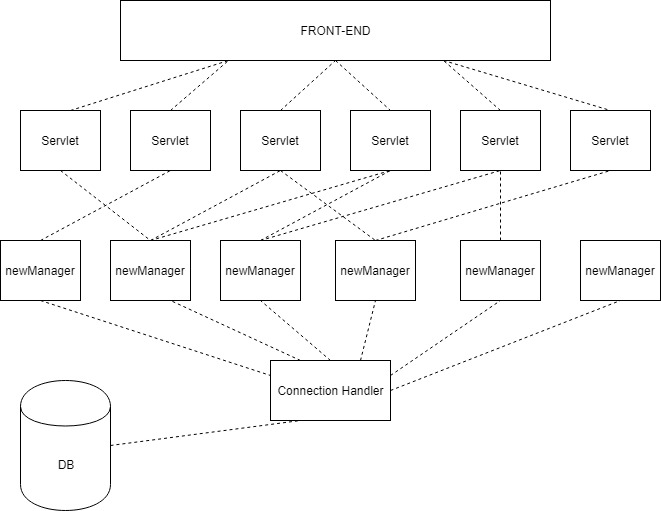 FRONT-END
Servlet
Servlet
Servlet
Servlet
Servlet
Servlet
newManager
newManager
newManager
newManager
newManager
newManager
Connection Handler
DB